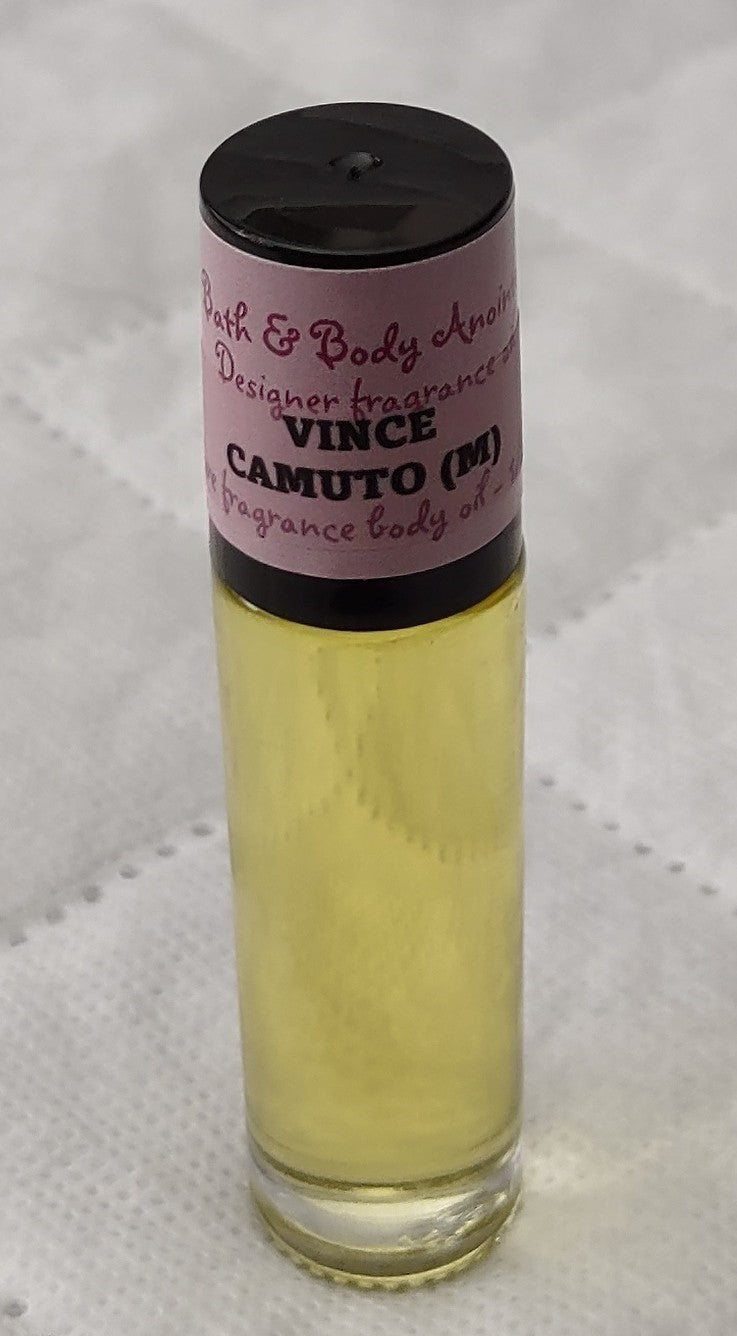 Bath & Body
Designer fragrance
VINCE
CAMUTO (M)
fragrance body oil -